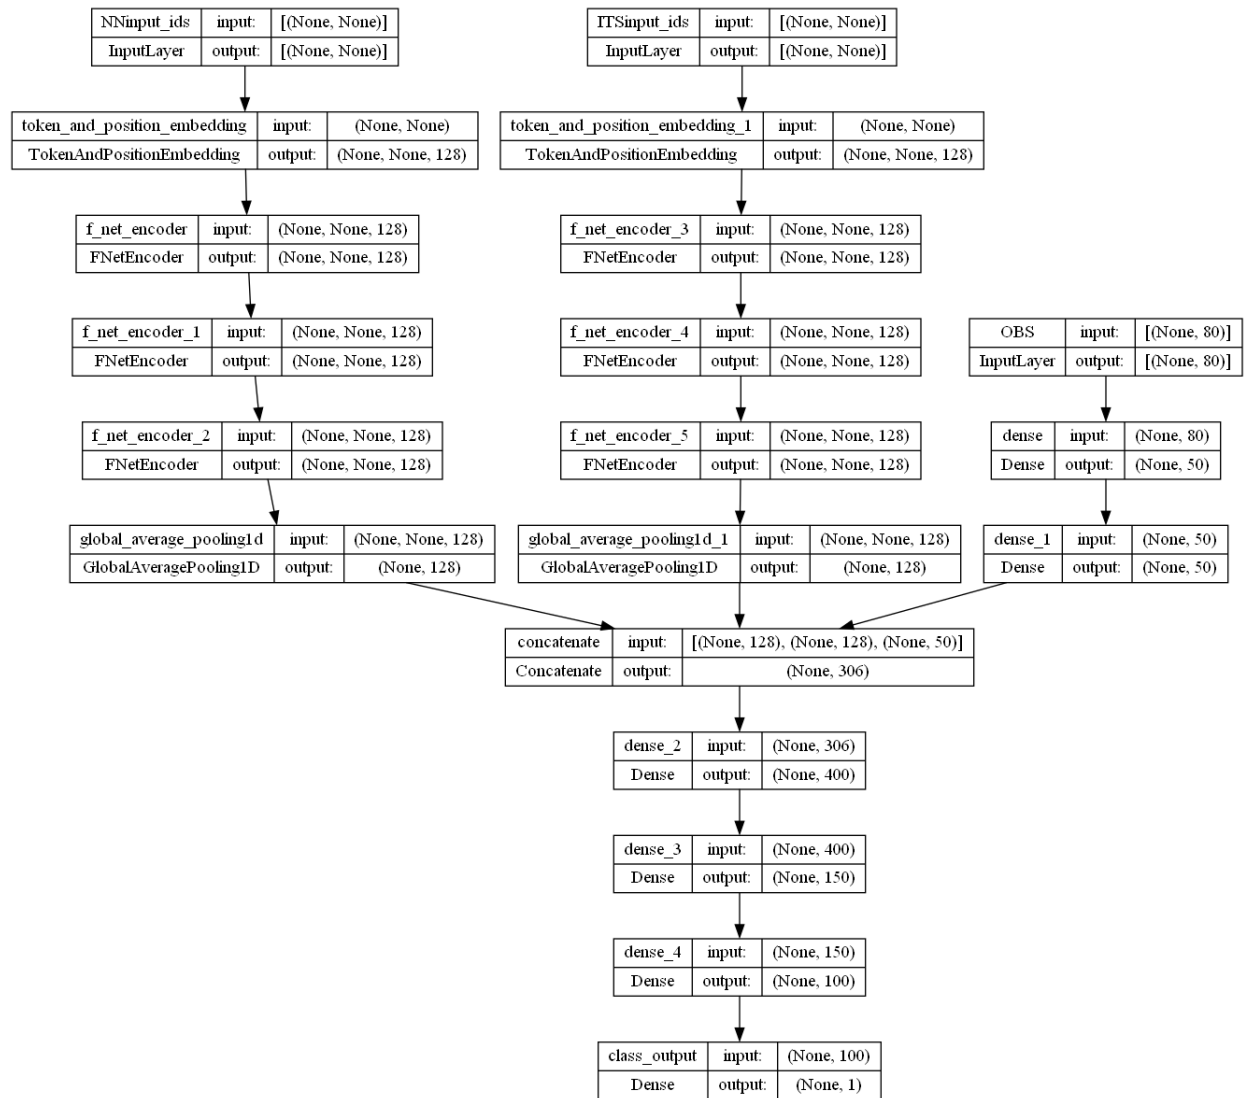 NNinput_ids input: [(None, None)]
InputLayer output: [(None, None)]
ITSinput_ids input: [(None, None)]
InputLayer output: [(None, None)]
token_and_position_embedding input: (None, None)
TokenAndPositionEmbedding output: (None, None, 128)
token_and_position_embedding_1 input: (None, None)
TokenAndPositionEmbedding output: (None, None, 128)
f_net_encoder input: (None, None, 128)
FNetEncoder output: (None, None, 128)
f_net_encoder_3 input: (None, None, 128)
FNetEncoder output: (None, None, 128)
f_net_encoder_1 input: (None, None, 128)
FNetEncoder output: (None, None, 128)
f_net_encoder_4 input: (None, None, 128)
FNetEncoder output: (None, None, 128)
OBS input: [(None, 80)]
InputLayer output: [(None, 80)]
f_net_encoder_2 input: (None, None, 128)
FNetEncoder output: (None, None, 128)
f_net_encoder_5 input: (None, None, 128)
FNetEncoder output: (None, None, 128)
dense input: (None, 80)
Dense output: (None, 50)
global_average_pooling1d input: (None, None, 128)
GlobalAveragePooling1D output: (None, 128)
global_average_pooling1d_1 input: (None, None, 128)
GlobalAveragePooling1D output: (None, 128)
dense_1 input: (None, 50)
Dense output: (None, 50)
concatenate input: [(None, 128), (None, 128), (None, 50)]
Concatenate output: (None, 306)
dense_2 input: (None, 306)
Dense output: (None, 400)
dense_3 input: (None, 400)
Dense output: (None, 150)
dense_4 input: (None, 150)
Dense output: (None, 100)
class_output input: (None, 100)
Dense output: (None, 1)